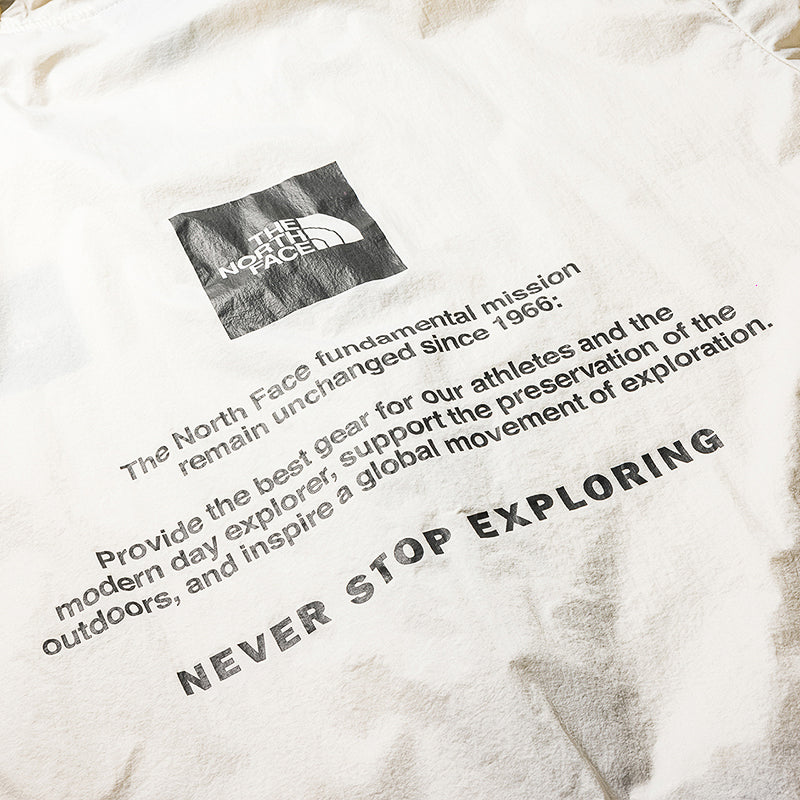 THE
NORTH
FACE
The North Face fundamental mission
remain unchanged since 1966:
Provide the best gear for our athletes and the
modern day explorer, support the preservation of the
outdoors, and inspire a global movement of exploration.
NEVER STOP EXPLORING